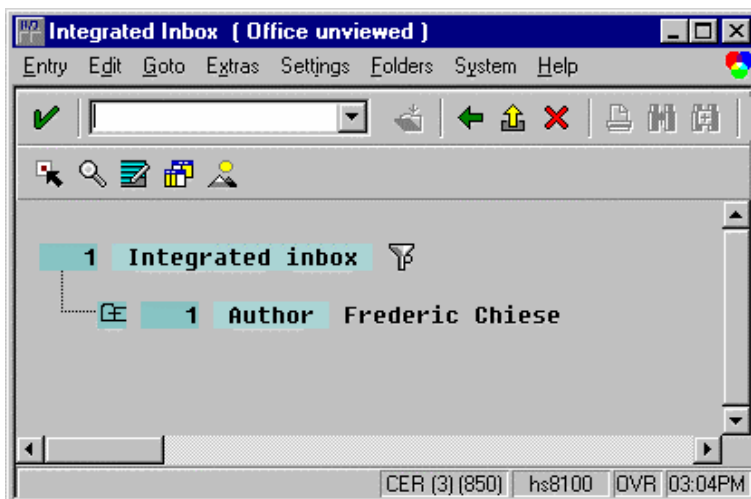 Integrated Inbox ( Office unviewed )
Entry Edit Goto Extras Settings Folders System Help
1 Integrated inbox
1 Author Frederic Chiese
CER (3) (850) hs8100 OVR 03:04PM